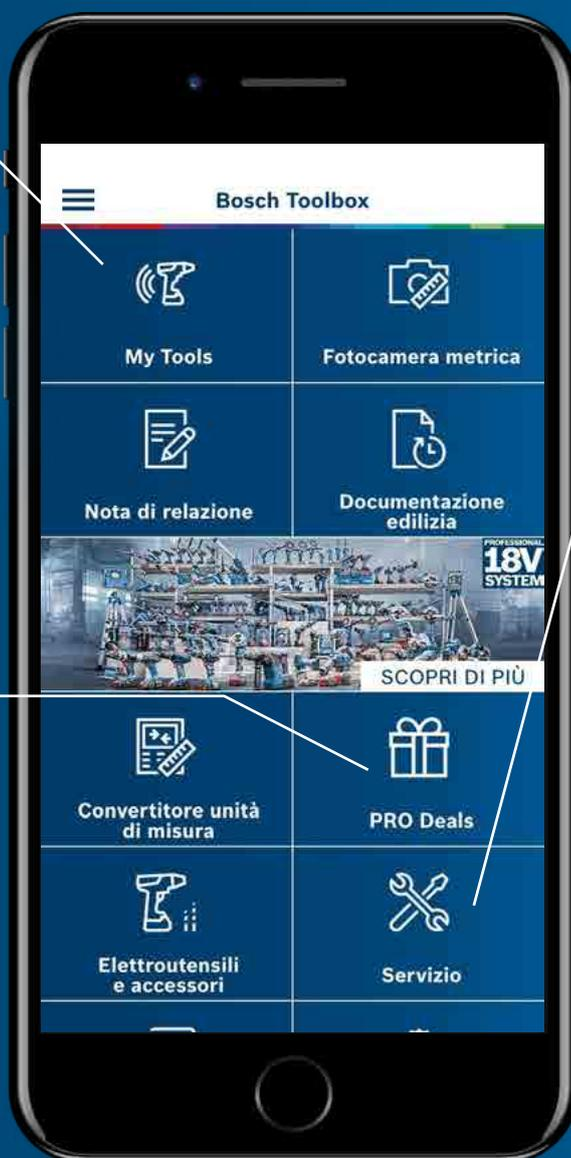 Bosch Toolbox
My Tools
Fotocamera metrica
Nota di relazione
Documentazione
edilizia
PROFESSIONAL
18V
SYSTEM
SCOPRI DI PIÙ
Convertitore unità
di misura
PRO Deals
Elettroutensili
e accessori
Servizio